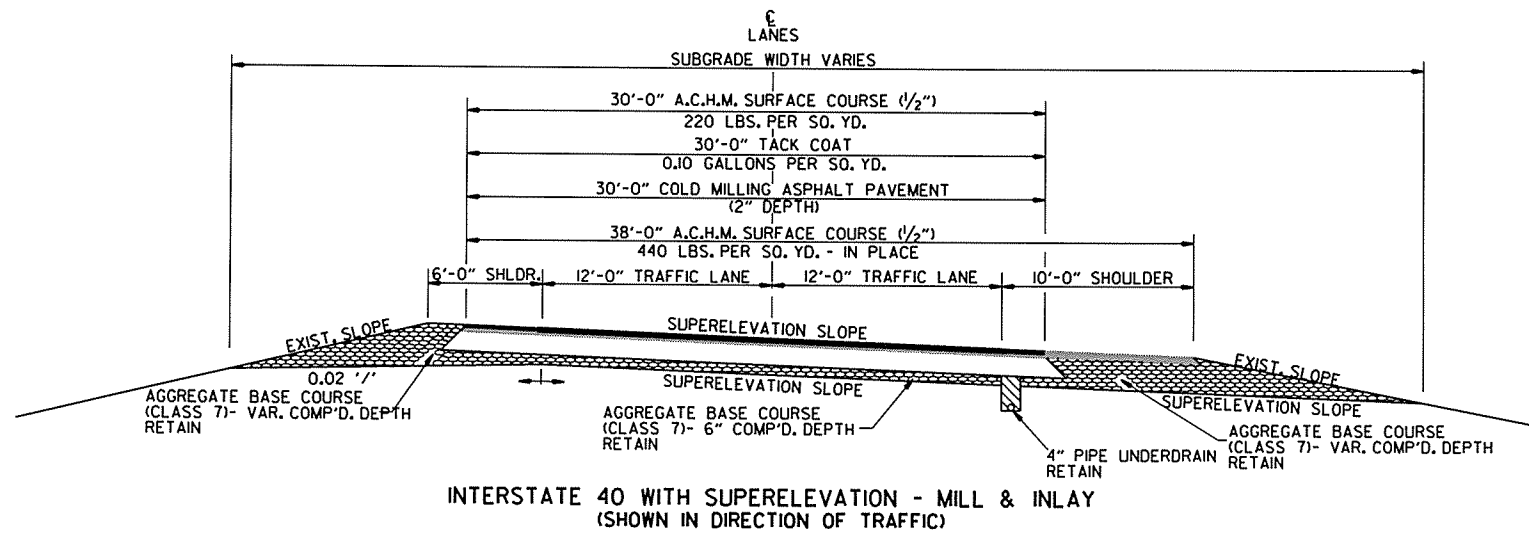 ℄
LANES
SUBGRADE WIDTH VARIES
30'-0" A.C.H.M. SURFACE COURSE (1/2")
220 LBS. PER SQ. YD.
30'-0" TACK COAT
0.10 GALLONS PER SQ. YD.
30'-0" COLD MILLING ASPHALT PAVEMENT
(2" DEPTH)
38'-0" A.C.H.M. SURFACE COURSE (1/2")
440 LBS. PER SQ. YD. - IN PLACE
6'-0" SHLDR. 12'-0" TRAFFIC LANE 12'-0" TRAFFIC LANE 10'-0" SHOULDER
EXIST. SLOPE
SUPERELEVATION SLOPE
EXIST. SLOPE
0.02 '/'
SUPERELEVATION SLOPE
SUPERELEVATION SLOPE
AGGREGATE BASE COURSE
(CLASS 7)- VAR. COMP'D. DEPTH
RETAIN
AGGREGATE BASE COURSE
(CLASS 7)- 6" COMP'D. DEPTH
RETAIN
4" PIPE UNDERDRAIN
RETAIN
AGGREGATE BASE COURSE
(CLASS 7)- VAR. COMP'D. DEPTH
RETAIN
INTERSTATE 40 WITH SUPERELEVATION - MILL & INLAY
(SHOWN IN DIRECTION OF TRAFFIC)